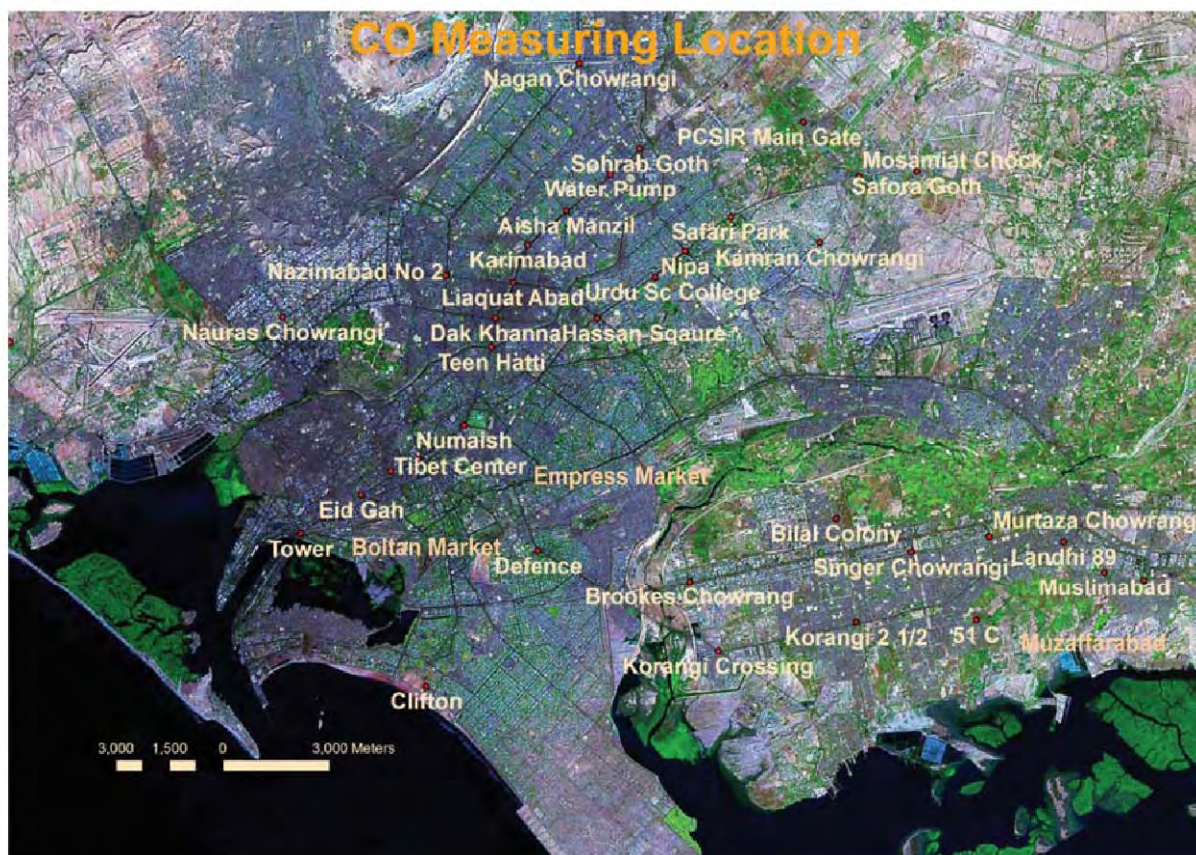 CO Measuring Location
Nagan Chowrangi
PCSIR Main Gate
Sohrab Goth
Mosamiat Chock
Water Pump
Safora Goth
Aisha Manzil
Safari Park
Karimabad
Kamran Chowrangi
Nazimabad No 2
Nipa
Liaquat Abad
Urdu Sc College
Nauras Chowrangi
Dak Khanna
Hassan Sqaure
Teen Hatti
Numaish
Tibet Center
Empress Market
Eid Gah
Murtaza Chowrang
Bilal Colony
Tower
Boltan Market
Landhi 89
Defence
Singer Chowrangi
Muslimabad
Brookes Chowrang
Korangi 2 1/2
51 C
Muzaffarabad
Korangi Crossing
Clifton
3,000 1,500 0 3,000 Meters